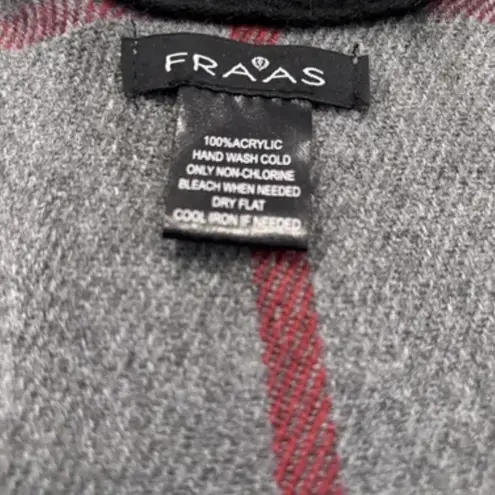 FRAAS
100%ACRYLIC
HAND WASH COLD
ONLY NON-CHLORINE
BLEACH WHEN NEEDED
DRY FLAT
COOL IRON IF NEEDED